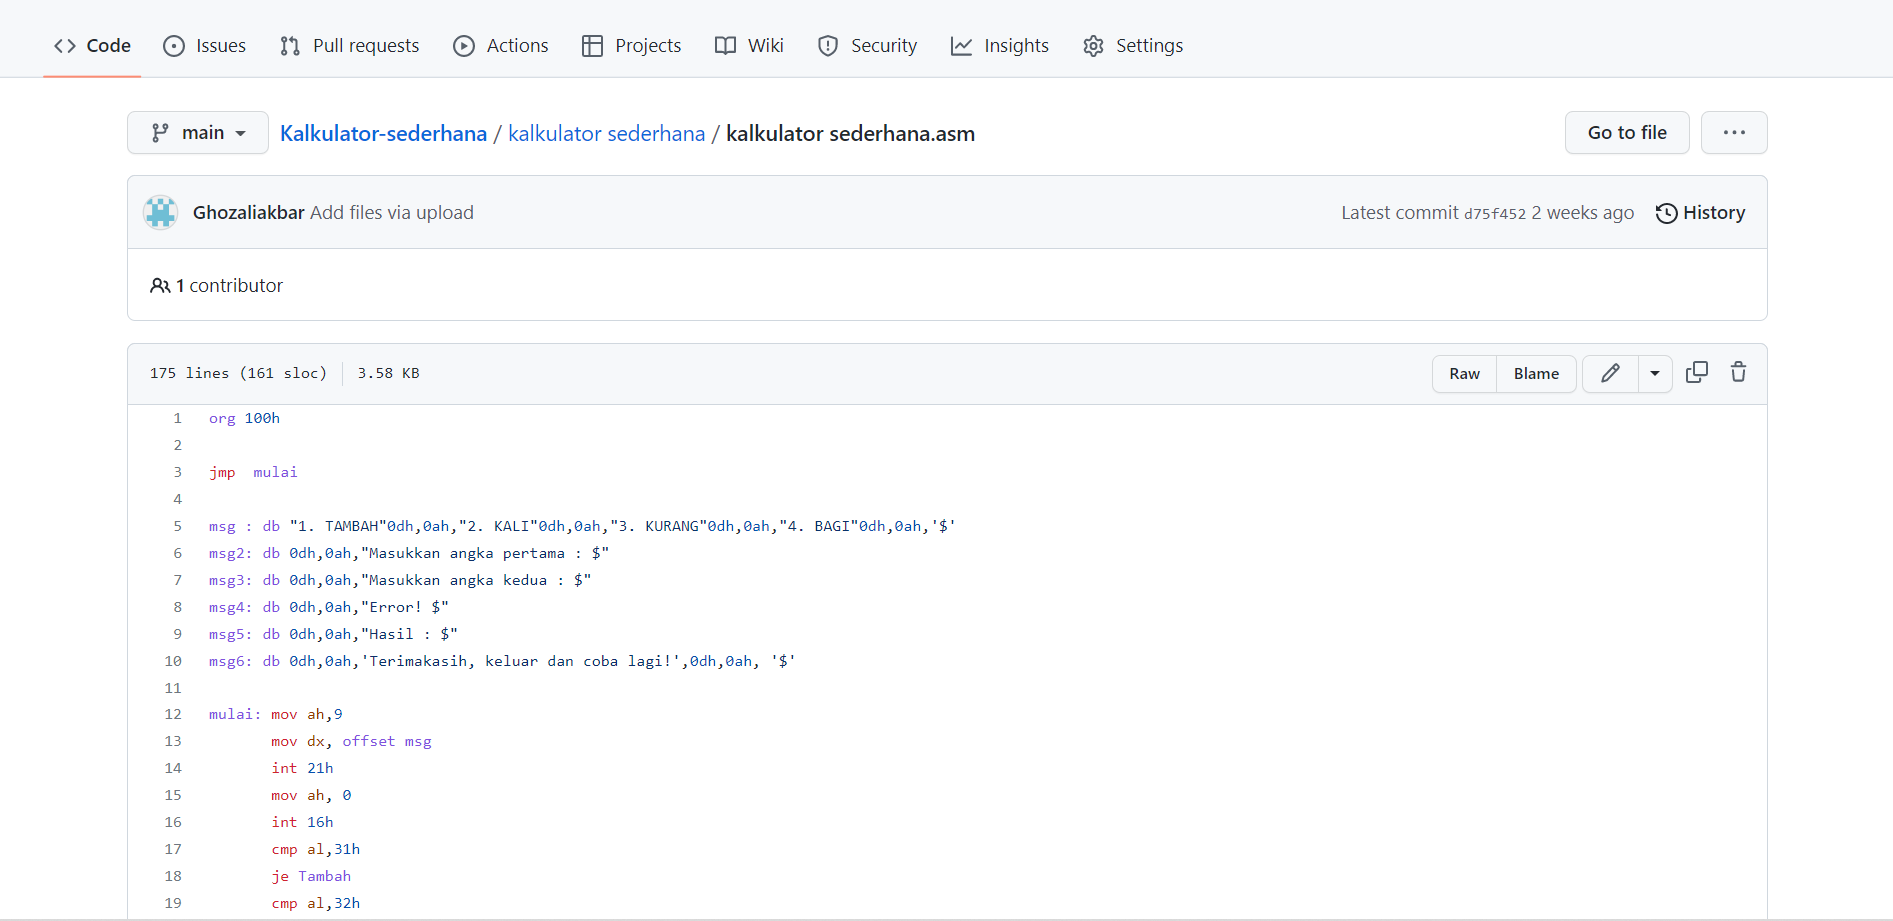 Code Issues Pull requests Actions Projects Wiki Security Insights Settings
main Kalkulator-sederhana / kalkulator sederhana / kalkulator sederhana.asm Go to file ...
Ghozaliakbar Add files via upload Latest commit d75f452 2 weeks ago History
1 contributor
175 lines (161 sloc) 3.58 KB Raw Blame
1 org 100h
2
3 jmp  mulai
4
5 msg : db "1. TAMBAH"0dh,0ah,"2. KALI"0dh,0ah,"3. KURANG"0dh,0ah,"4. BAGI"0dh,0ah,'$'
6 msg2: db 0dh,0ah,"Masukkan angka pertama : $"
7 msg3: db 0dh,0ah,"Masukkan angka kedua : $"
8 msg4: db 0dh,0ah,"Error! $"
9 msg5: db 0dh,0ah,"Hasil : $"
10 msg6: db 0dh,0ah,'Terimakasih, keluar dan coba lagi!',0dh,0ah, '$'
11
12 mulai: mov ah,9
13 mov dx, offset msg
14 int 21h
15 mov ah, 0
16 int 16h
17 cmp al,31h
18 je Tambah
19 cmp al,32h